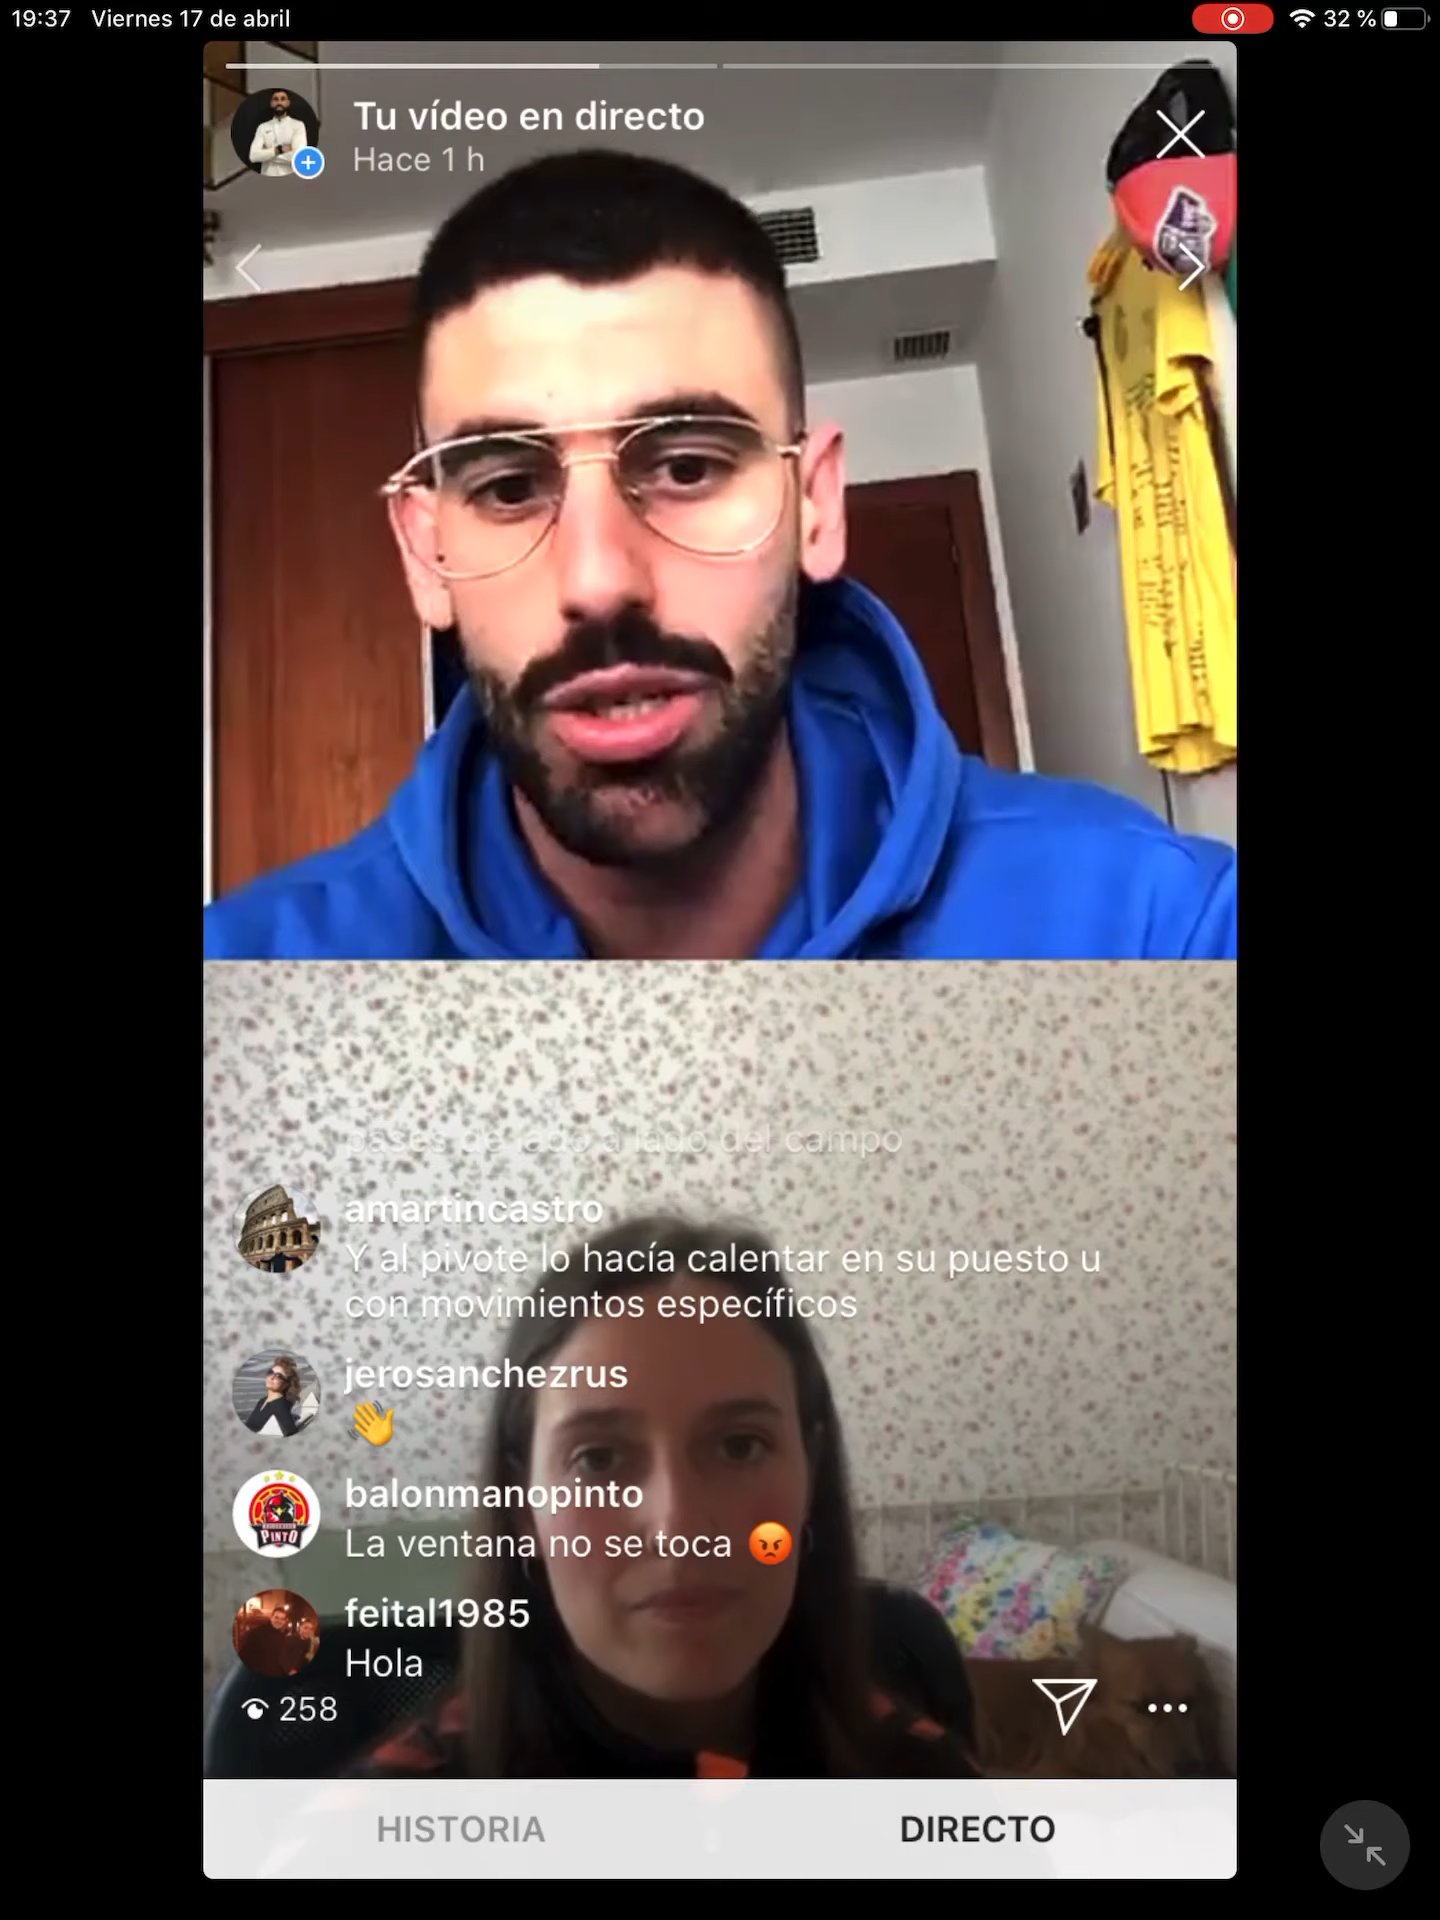 19:37 Viernes 17 de abril
32 %
Tu vídeo en directo
Hace 1 h
pases de lado a lado del campo
amartincastro
Y al pivote lo hacía calentar en su puesto u
con movimientos específicos
jerosanchezrus
👋
balonmanopinto
PINTO
La ventana no se toca 😡
feital1985
Hola
258
HISTORIA
DIRECTO